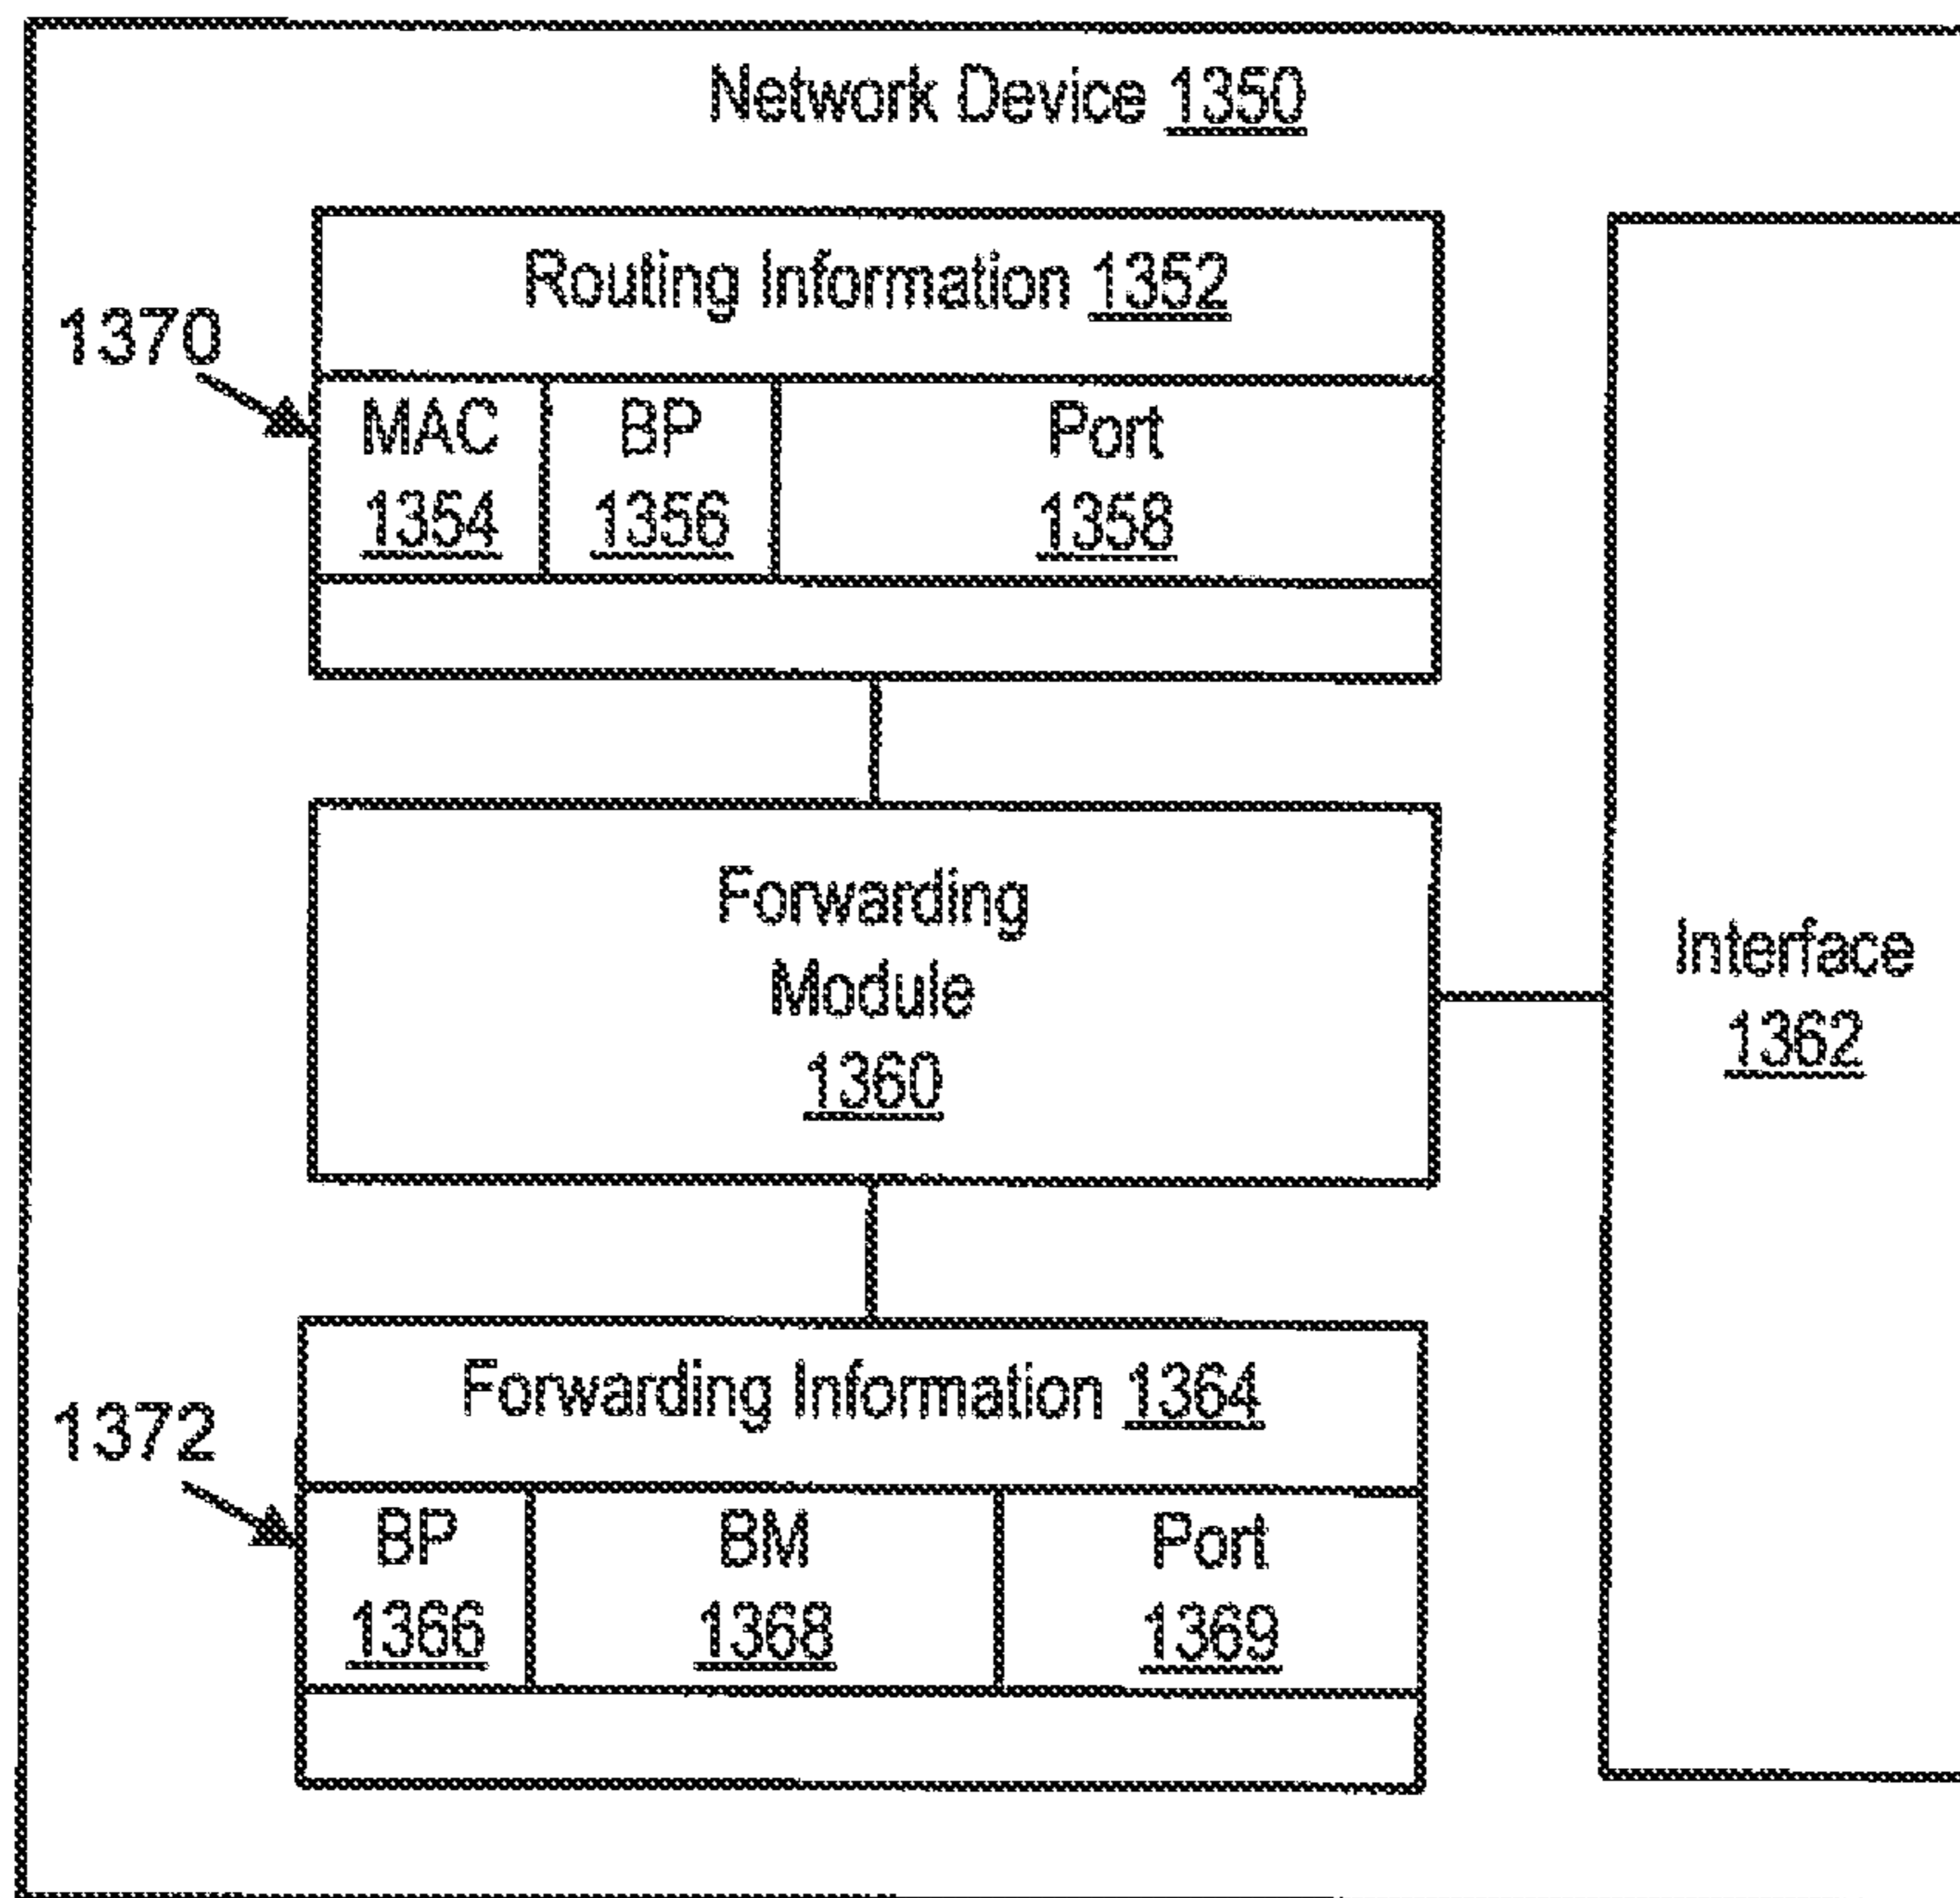 Network Device 1350
Routing Information 1352
1370
MAC BP Port
1354 1356 1358
Forwarding
Module
1360
Interface
1362
Forwarding Information 1364
1372
BP BM Port
1366 1368 1369